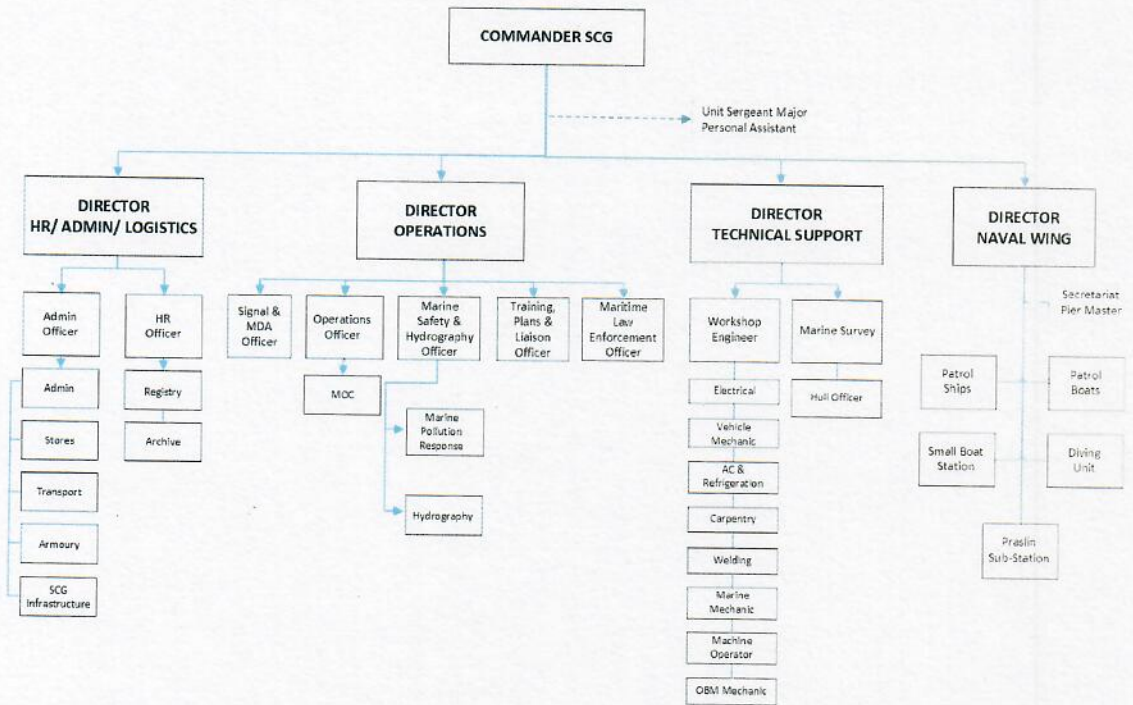 COMMANDER SCG
Unit Sergeant Major
Personal Assistant
DIRECTOR
HR/ ADMIN/ LOGISTICS
DIRECTOR
OPERATIONS
DIRECTOR
TECHNICAL SUPPORT
DIRECTOR
NAVAL WING
Admin
Officer
HR
Officer
Signal &
MDA
Officer
Operations
Officer
Marine
Safety &
Hydrography
Officer
Training,
Plans &
Liaison
Officer
Maritime
Law
Enforcement
Officer
Workshop
Engineer
Marine Survey
Secretariat
Pier Master
Admin
Stores
Transport
Armoury
SCG
Infrastructure
Registry
Archive
MOC
Marine
Pollution
Response
Hydrography
Electrical
Vehicle
Mechanic
AC &
Refrigeration
Carpentry
Welding
Marine
Mechanic
Machine
Operator
OBM Mechanic
Hull Officer
Patrol
Ships
Patrol
Boats
Small Boat
Station
Diving
Unit
Praslin
Sub-Station